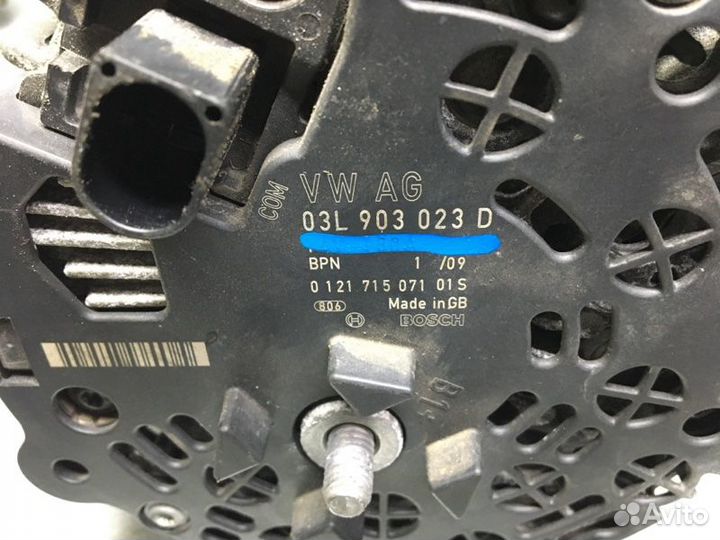 COM
VW AG
03L 903 023 D
BPN 1 /09
0 121 715 071 01S
806 Made in GB
BOSCH
B1+
Avito